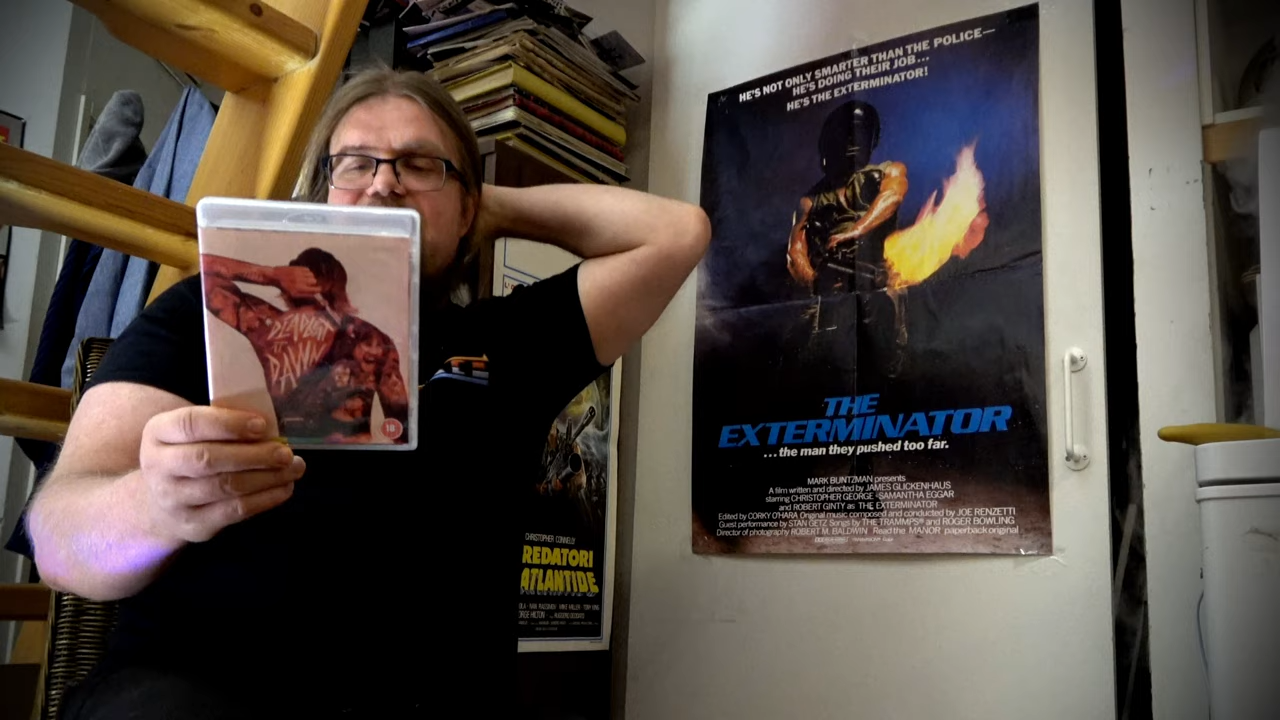 HE'S NOT ONLY SMARTER THAN THE POLICE—
HE'S DOING THEIR JOB...
HE'S THE EXTERMINATOR!
THE
EXTERMINATOR
...the man they pushed too far.
MARK BUNTZMAN presents
A film written and directed by JAMES GLICKENHAUS
starring CHRISTOPHER GEORGE · SAMANTHA EGGAR
and ROBERT GINTY as THE EXTERMINATOR
Edited by CORKY O'HARA Original music composed and conducted by JOE RENZETTI
Guest performance by STAN GETZ Songs by THE TRAMMPS® and ROGER BOWLING
Director of photography ROBERT M. BALDWIN Read the MANOR paperback original
DEADBEAT
DAWN
18
CHRISTOPHER CONNELLY
REDATORI
ATLANTIDE